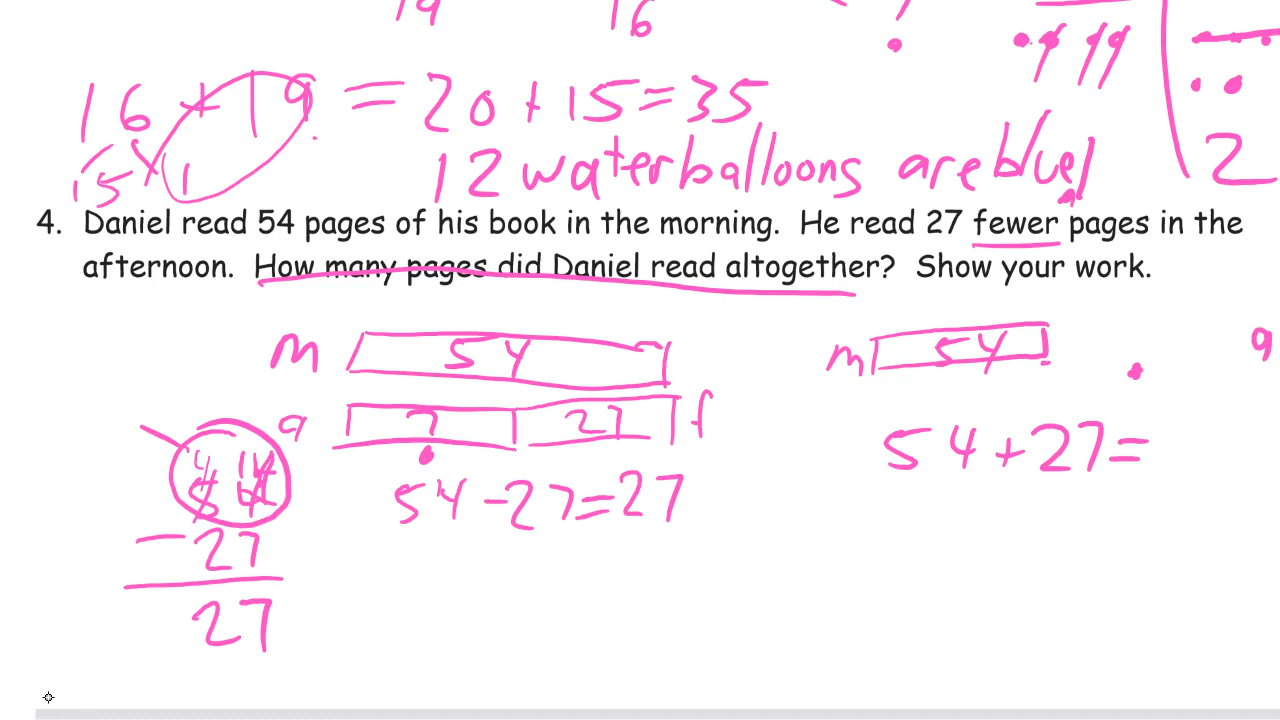 19 16
16 + 19 = 20 + 15 = 35
15 1
12 waterballoons are blue
2
4. Daniel read 54 pages of his book in the morning. He read 27 fewer pages in the
afternoon. How many pages did Daniel read altogether? Show your work.
m 54 m 54 a
a ? 27 f
4 14
54
54 + 27 =
54 - 27 = 27
- 27
27